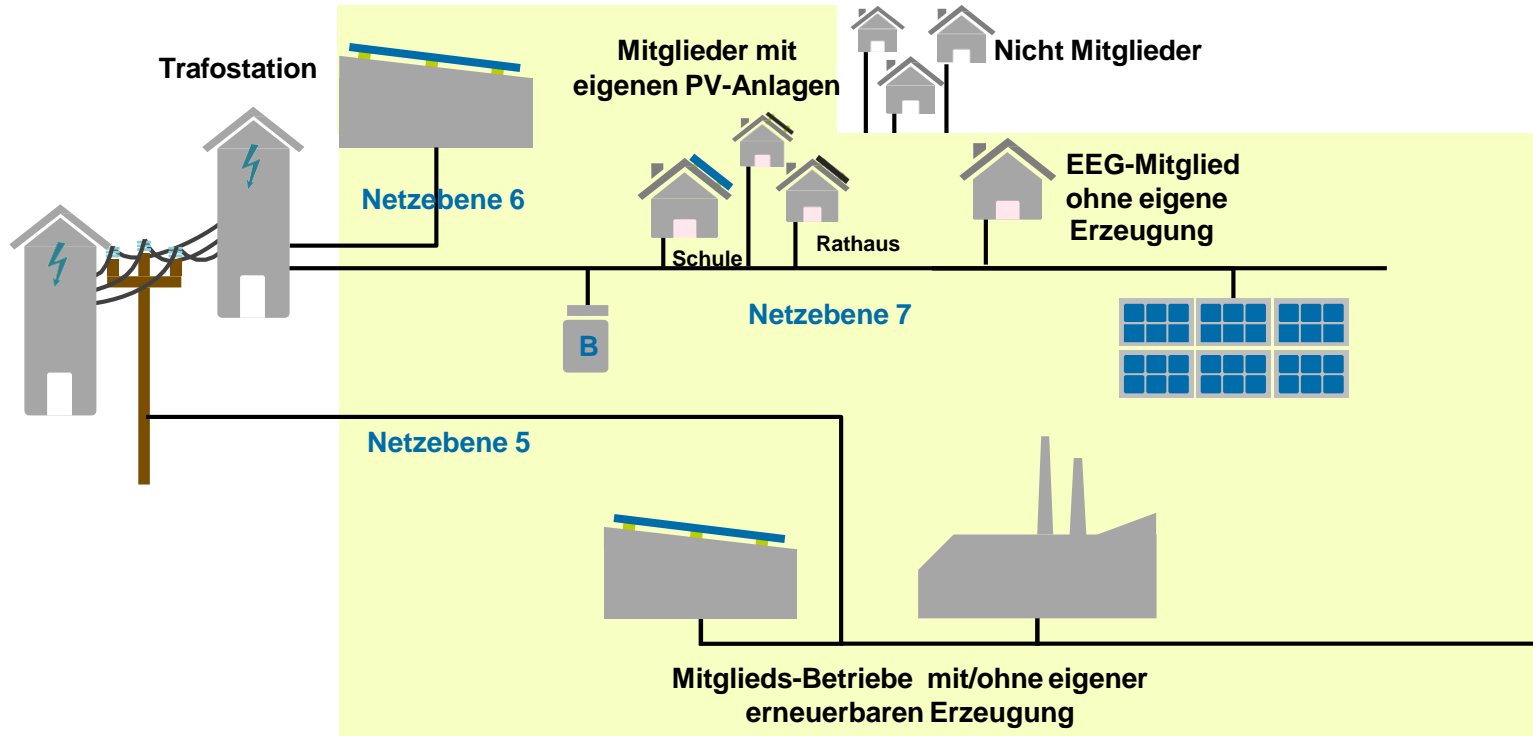 Trafostation
Mitglieder mit
eigenen PV-Anlagen
Nicht Mitglieder
EEG-Mitglied
ohne eigene
Erzeugung
Netzebene 6
Schule
Rathaus
Netzebene 7
B
Netzebene 5
Mitglieds-Betriebe mit/ohne eigener
erneuerbaren Erzeugung